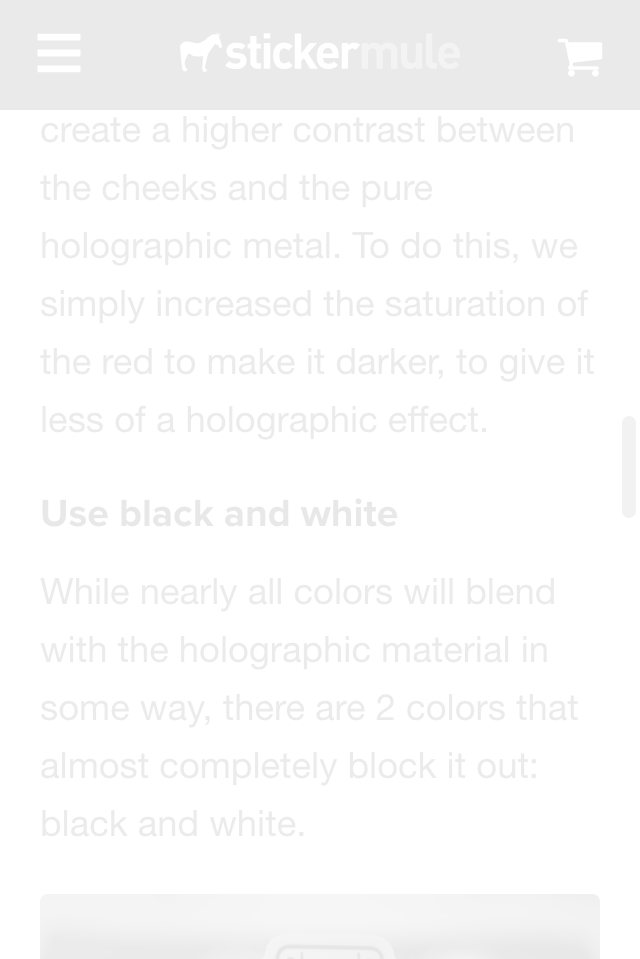 stickermule
create a higher contrast between
the cheeks and the pure
holographic metal. To do this, we
simply increased the saturation of
the red to make it darker, to give it
less of a holographic effect.
Use black and white
While nearly all colors will blend
with the holographic material in
some way, there are 2 colors that
almost completely block it out:
black and white.